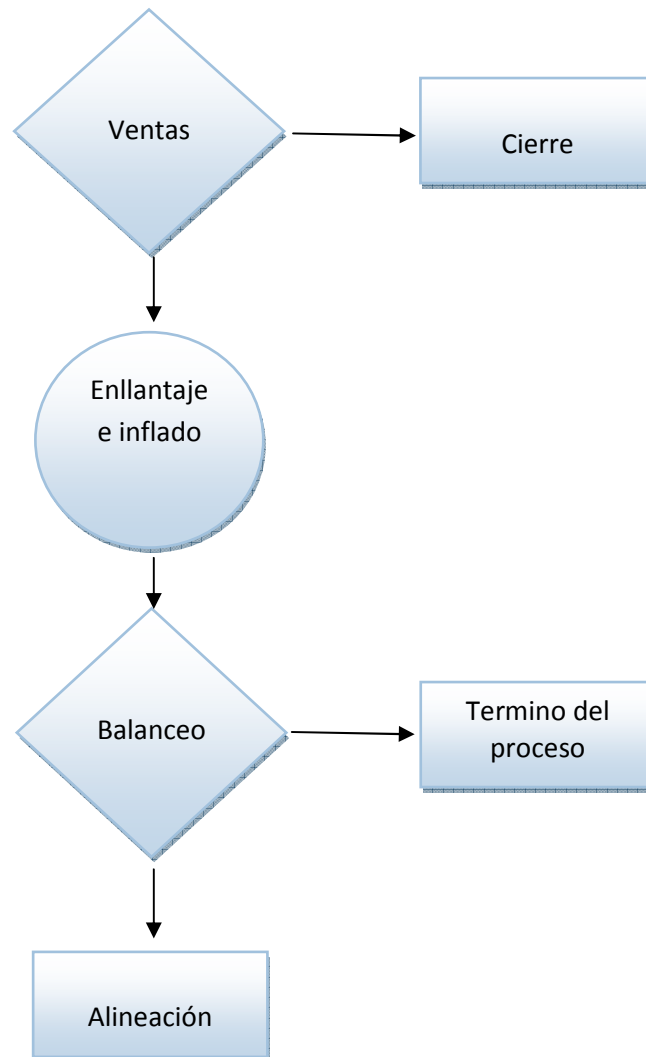 Ventas
Cierre
Enllantaje
e inflado
Balanceo
Termino del
proceso
Alineación